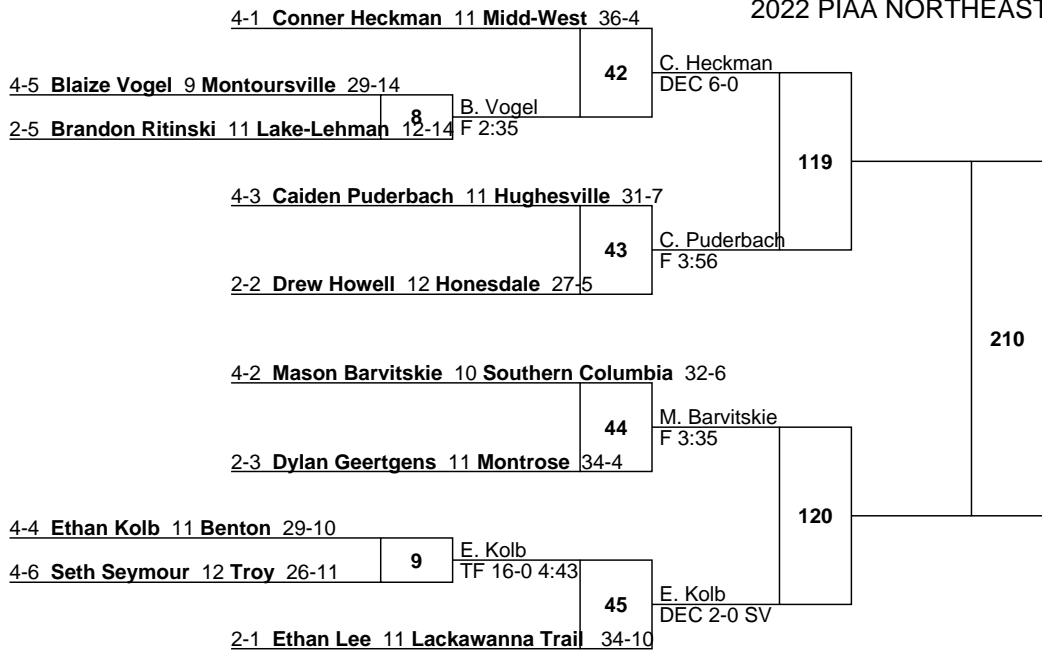 2022 PIAA NORTHEAST
4-1 Conner Heckman 11 Midd-West 36-4
42
C. Heckman
DEC 6-0
4-5 Blaize Vogel 9 Montoursville 29-14
8
B. Vogel
F 2:35
2-5 Brandon Ritinski 11 Lake-Lehman 12-14
119
4-3 Caiden Puderbach 11 Hughesville 31-7
43
C. Puderbach
F 3:56
2-2 Drew Howell 12 Honesdale 27-5
210
4-2 Mason Barvitskie 10 Southern Columbia 32-6
44
M. Barvitskie
F 3:35
2-3 Dylan Geertgens 11 Montrose 34-4
120
4-4 Ethan Kolb 11 Benton 29-10
9
E. Kolb
TF 16-0 4:43
4-6 Seth Seymour 12 Troy 26-11
45
E. Kolb
DEC 2-0 SV
2-1 Ethan Lee 11 Lackawanna Trail 34-10